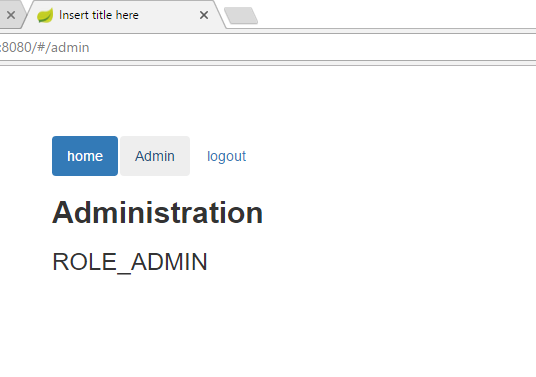 Insert title here
:8080/#/admin
home Admin logout
Administration
ROLE_ADMIN